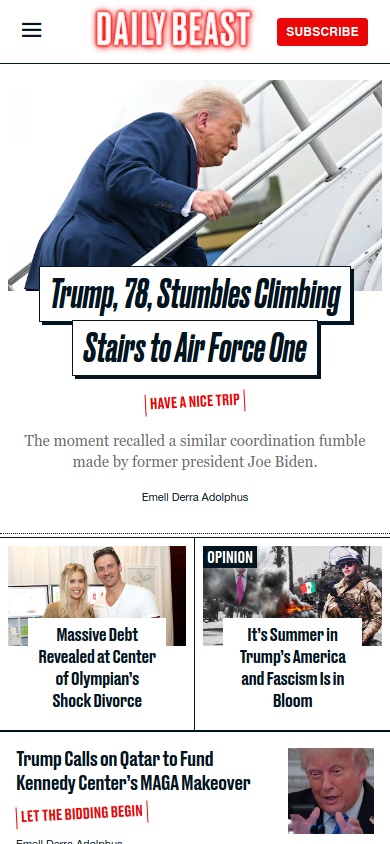 DAILY BEAST
SUBSCRIBE
Trump, 78, Stumbles Climbing
Stairs to Air Force One
HAVE A NICE TRIP
The moment recalled a similar coordination fumble
made by former president Joe Biden.
Emell Derra Adolphus
Massive Debt
Revealed at Center
of Olympian's
Shock Divorce
OPINION
It's Summer in
Trump's America
and Fascism Is in
Bloom
Trump Calls on Qatar to Fund
Kennedy Center's MAGA Makeover
LET THE BIDDING BEGIN
Emell Derra Adolphus